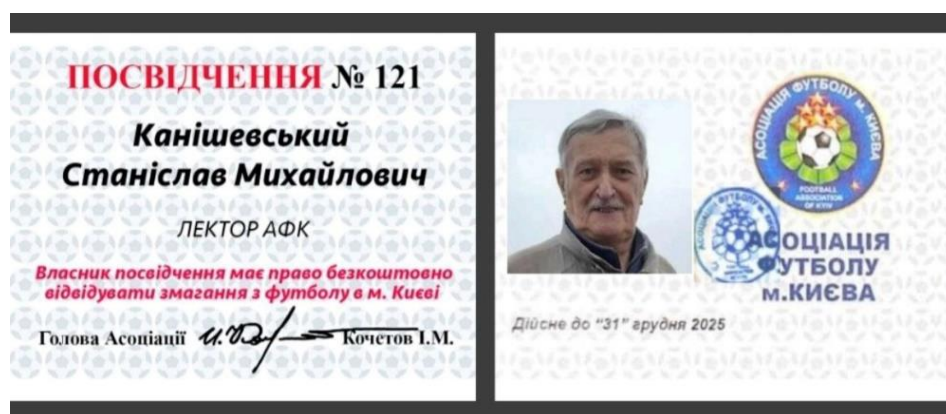 ПОСВІДЧЕННЯ № 121
Канішевський
Станіслав Михайлович
ЛЕКТОР АФК
Власник посвідчення має право безкоштовно
відвідувати змагання з футболу в м. Києві
Голова Асоціації Кочетов І.М.
АСОЦІАЦІЯ ФУТБОЛУ М. КИЄВА
FOOTBALL
ASSOCIATION
OF KYIV
АСОЦІАЦІЯ
ФУТБОЛУ
м.КИЄВА
Дійсне до "31" грудня 2025